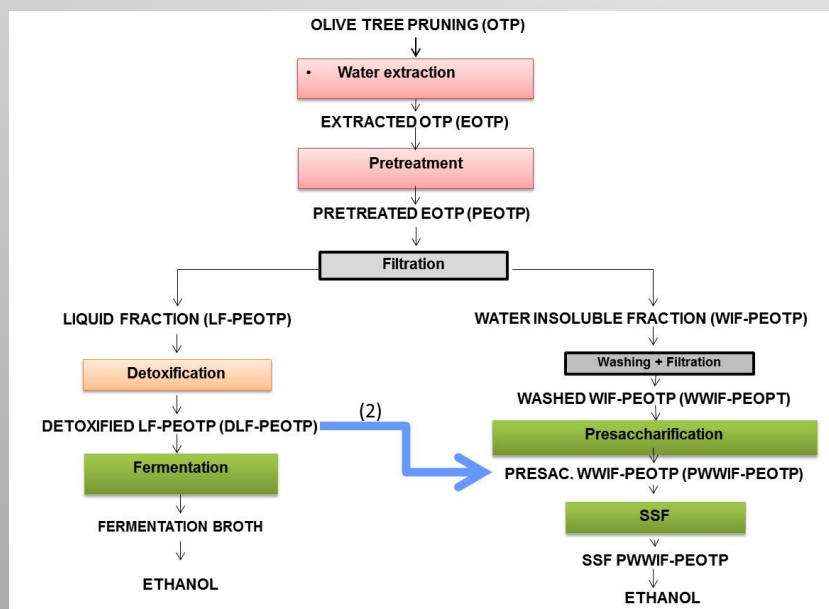 OLIVE TREE PRUNING (OTP)
• Water extraction
EXTRACTED OTP (EOTP)
Pretreatment
PRETREATED EOTP (PEOTP)
Filtration
LIQUID FRACTION (LF-PEOTP)
WATER INSOLUBLE FRACTION (WIF-PEOTP)
Detoxification
Washing + Filtration
WASHED WIF-PEOTP (WWIF-PEOPT)
DETOXIFIED LF-PEOTP (DLF-PEOTP)
(2)
Presaccharification
Fermentation
PRESAC. WWIF-PEOTP (PWWIF-PEOTP)
SSF
FERMENTATION BROTH
SSF PWWIF-PEOTP
ETHANOL
ETHANOL